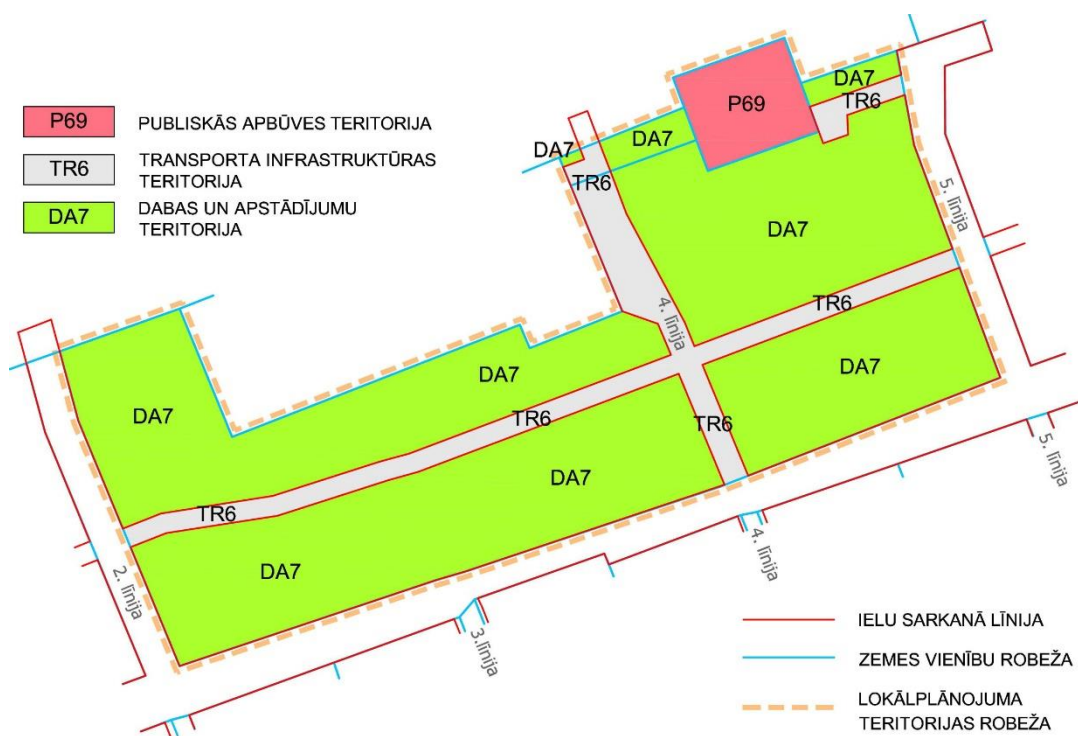 P69 PUBLISKĀS APBŪVES TERITORIJA
TR6 TRANSPORTA INFRASTRUKTŪRAS
TERITORIJA
DA7 DABAS UN APSTĀDĪJUMU
TERITORIJA
DA7
P69
TR6
DA7
DA7
TR6
DA7
5. līnija
TR6
4. līnija
DA7
DA7
DA7
TR6
TR6
DA7
TR6
DA7
2. līnija
5. līnija
4. līnija
3.līnija
IELU SARKANĀ LĪNIJA
ZEMES VIENĪBU ROBEŽA
LOKĀLPLĀNOJUMA
TERITORIJAS ROBEŽA